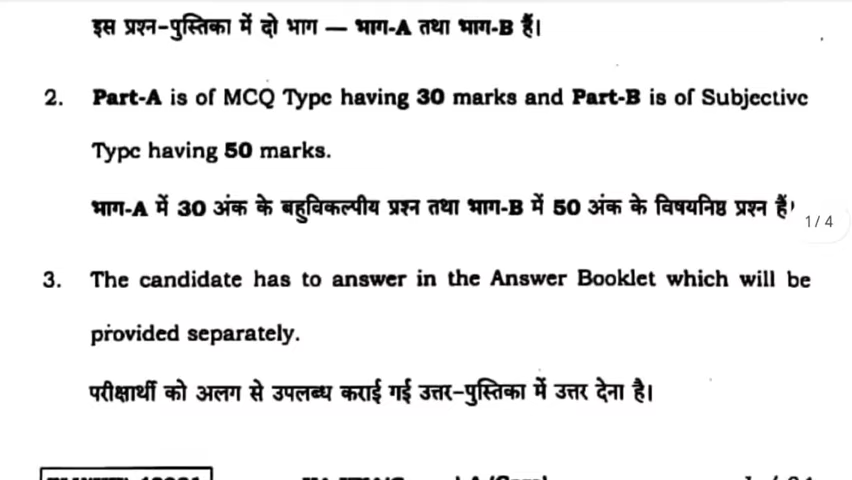 इस प्रश्न-पुस्तिका में दो भाग — भाग-A तथा भाग-B हैं।
2. Part-A is of MCQ Type having 30 marks and Part-B is of Subjective
Type having 50 marks.
भाग-A में 30 अंक के बहुविकल्पीय प्रश्न तथा भाग-B में 50 अंक के विषयनिष्ठ प्रश्न हैं।
1 / 4
3. The candidate has to answer in the Answer Booklet which will be
provided separately.
परीक्षार्थी को अलग से उपलब्ध कराई गई उत्तर-पुस्तिका में उत्तर देना है।